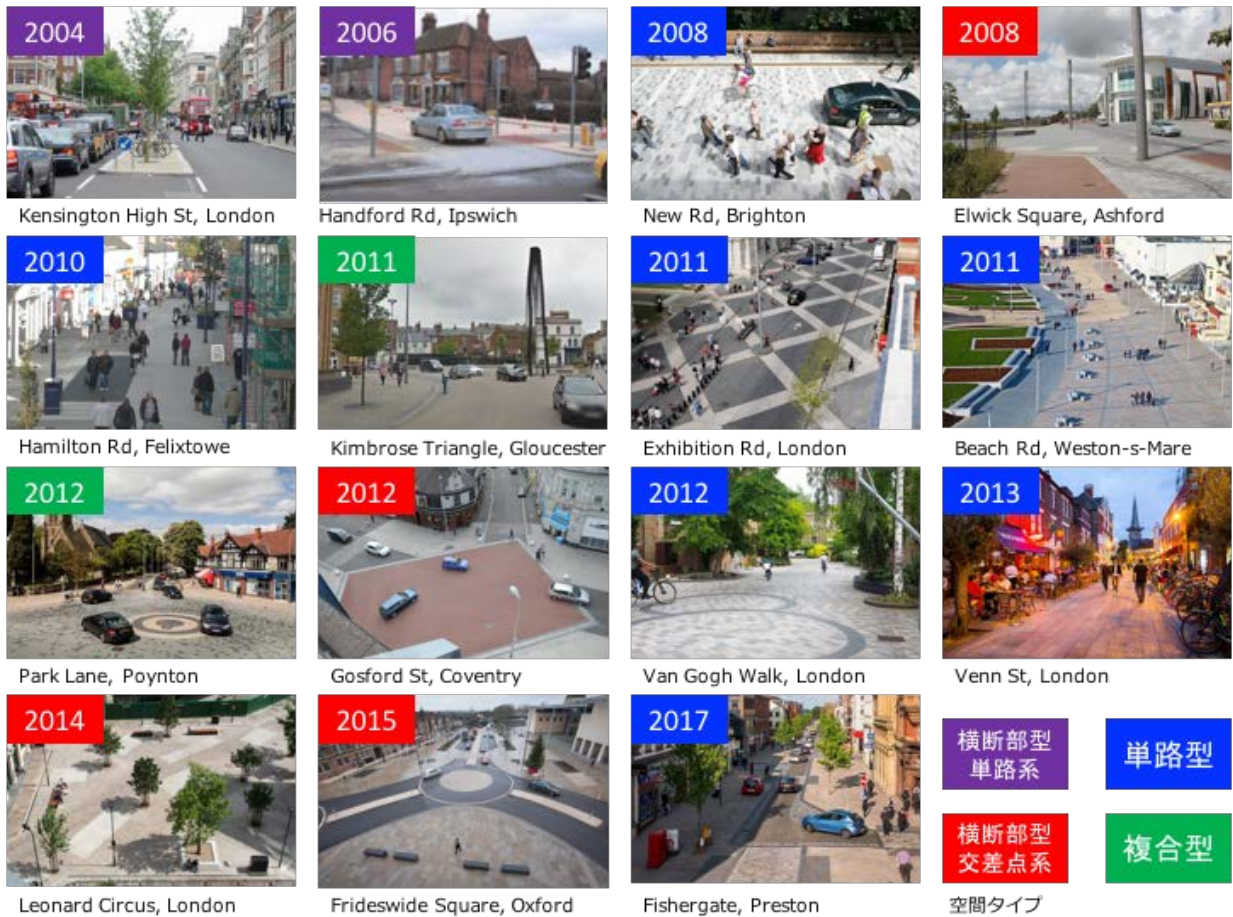 2004
Kensington High St, London
2006
Handford Rd, Ipswich
2008
New Rd, Brighton
2008
Elwick Square, Ashford
2010
Hamilton Rd, Felixtowe
2011
Kimbrose Triangle, Gloucester
2011
Exhibition Rd, London
2011
Beach Rd, Weston-s-Mare
2012
Park Lane, Poynton
2012
Gosford St, Coventry
2012
Van Gogh Walk, London
2013
Venn St, London
2014
Leonard Circus, London
2015
Frideswide Square, Oxford
2017
Fishergate, Preston
横断部型
単路系
単路型
横断部型
交差点系
複合型
空間タイプ